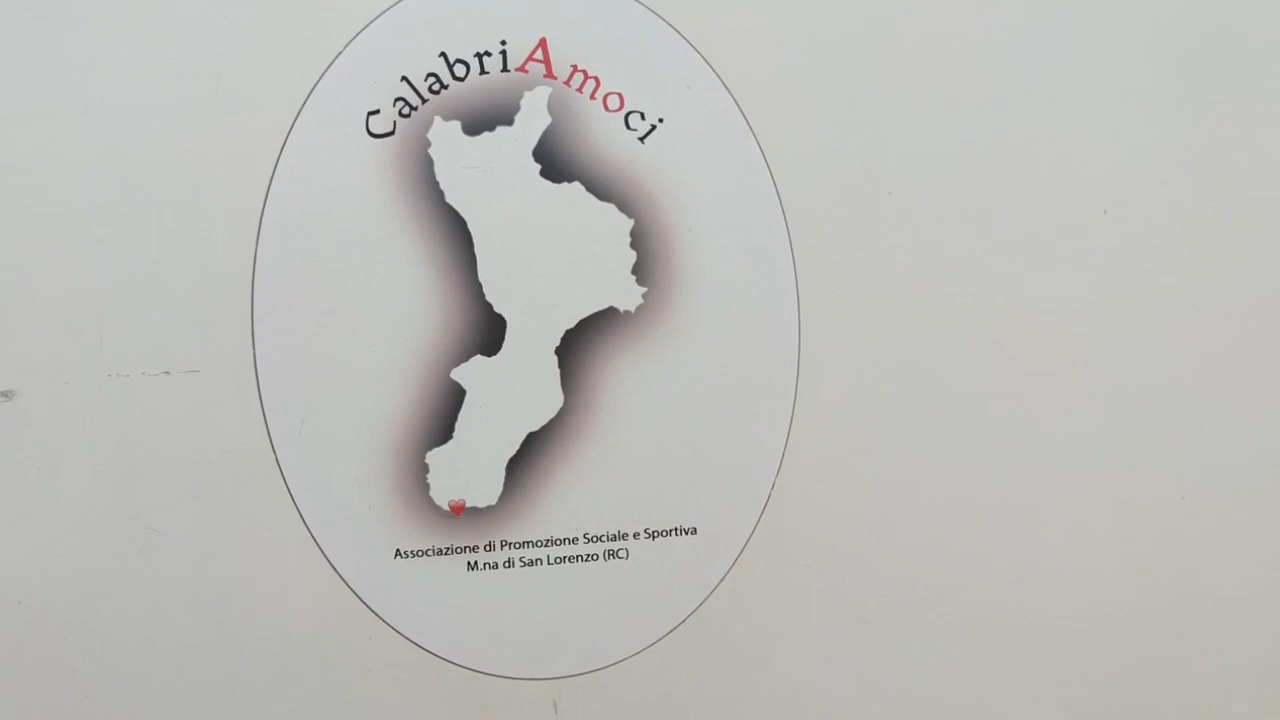 CalabriAmoci
Associazione di Promozione Sociale e Sportiva
M.na di San Lorenzo (RC)